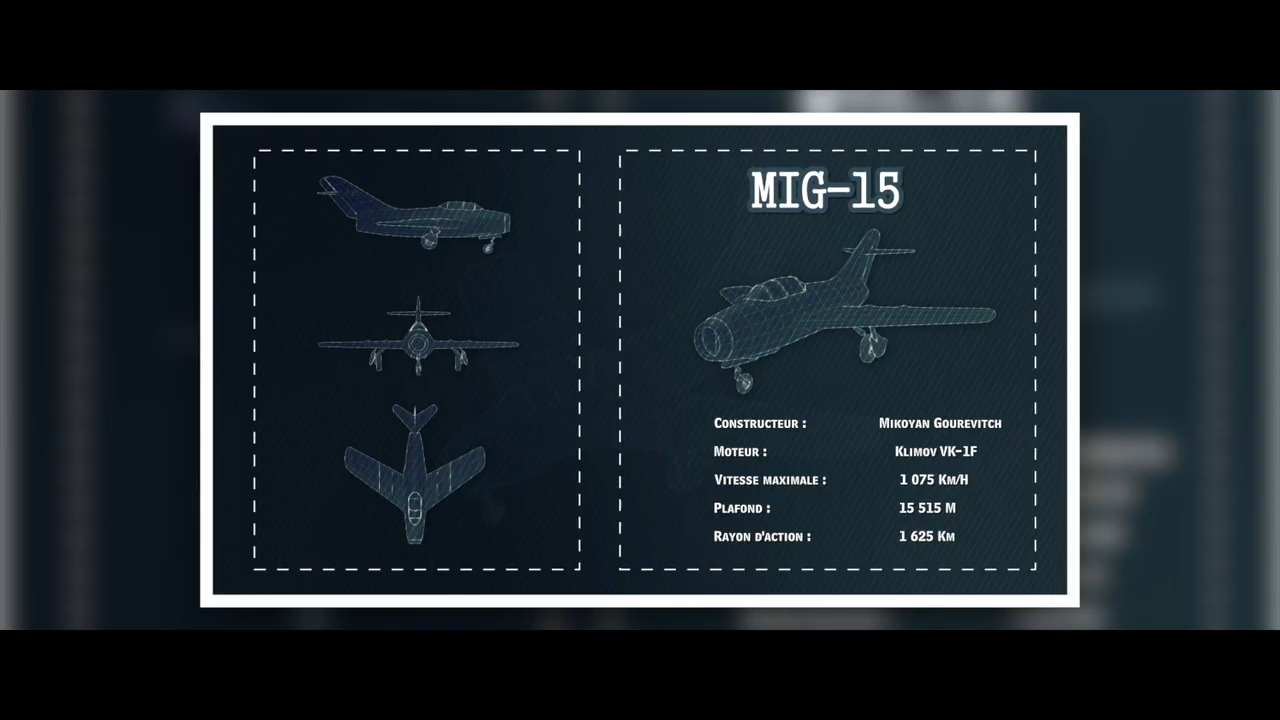 MIG-15
Constructeur : Mikoyan Gourevitch
Moteur : Klimov VK-1F
Vitesse maximale : 1 075 Km/h
Plafond : 15 515 M
Rayon d'action : 1 625 Km